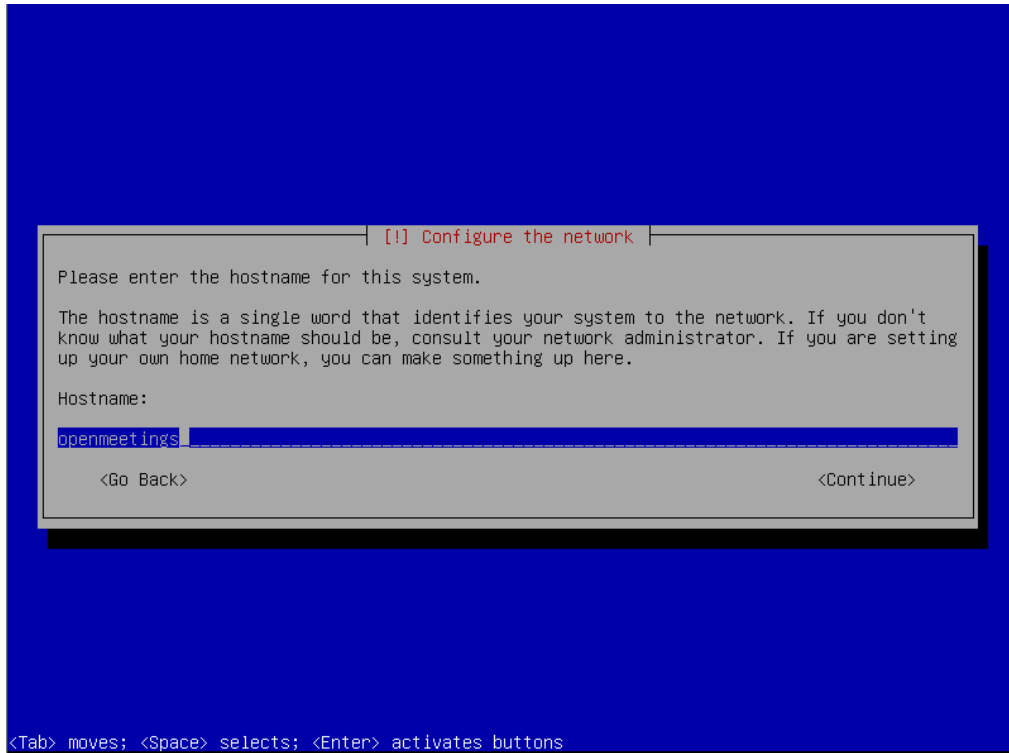 [!] Configure the network
Please enter the hostname for this system.
The hostname is a single word that identifies your system to the network. If you don't
know what your hostname should be, consult your network administrator. If you are setting
up your own home network, you can make something up here.
Hostname:
openmeetings
<Go Back> <Continue>
<Tab> moves; <Space> selects; <Enter> activates buttons